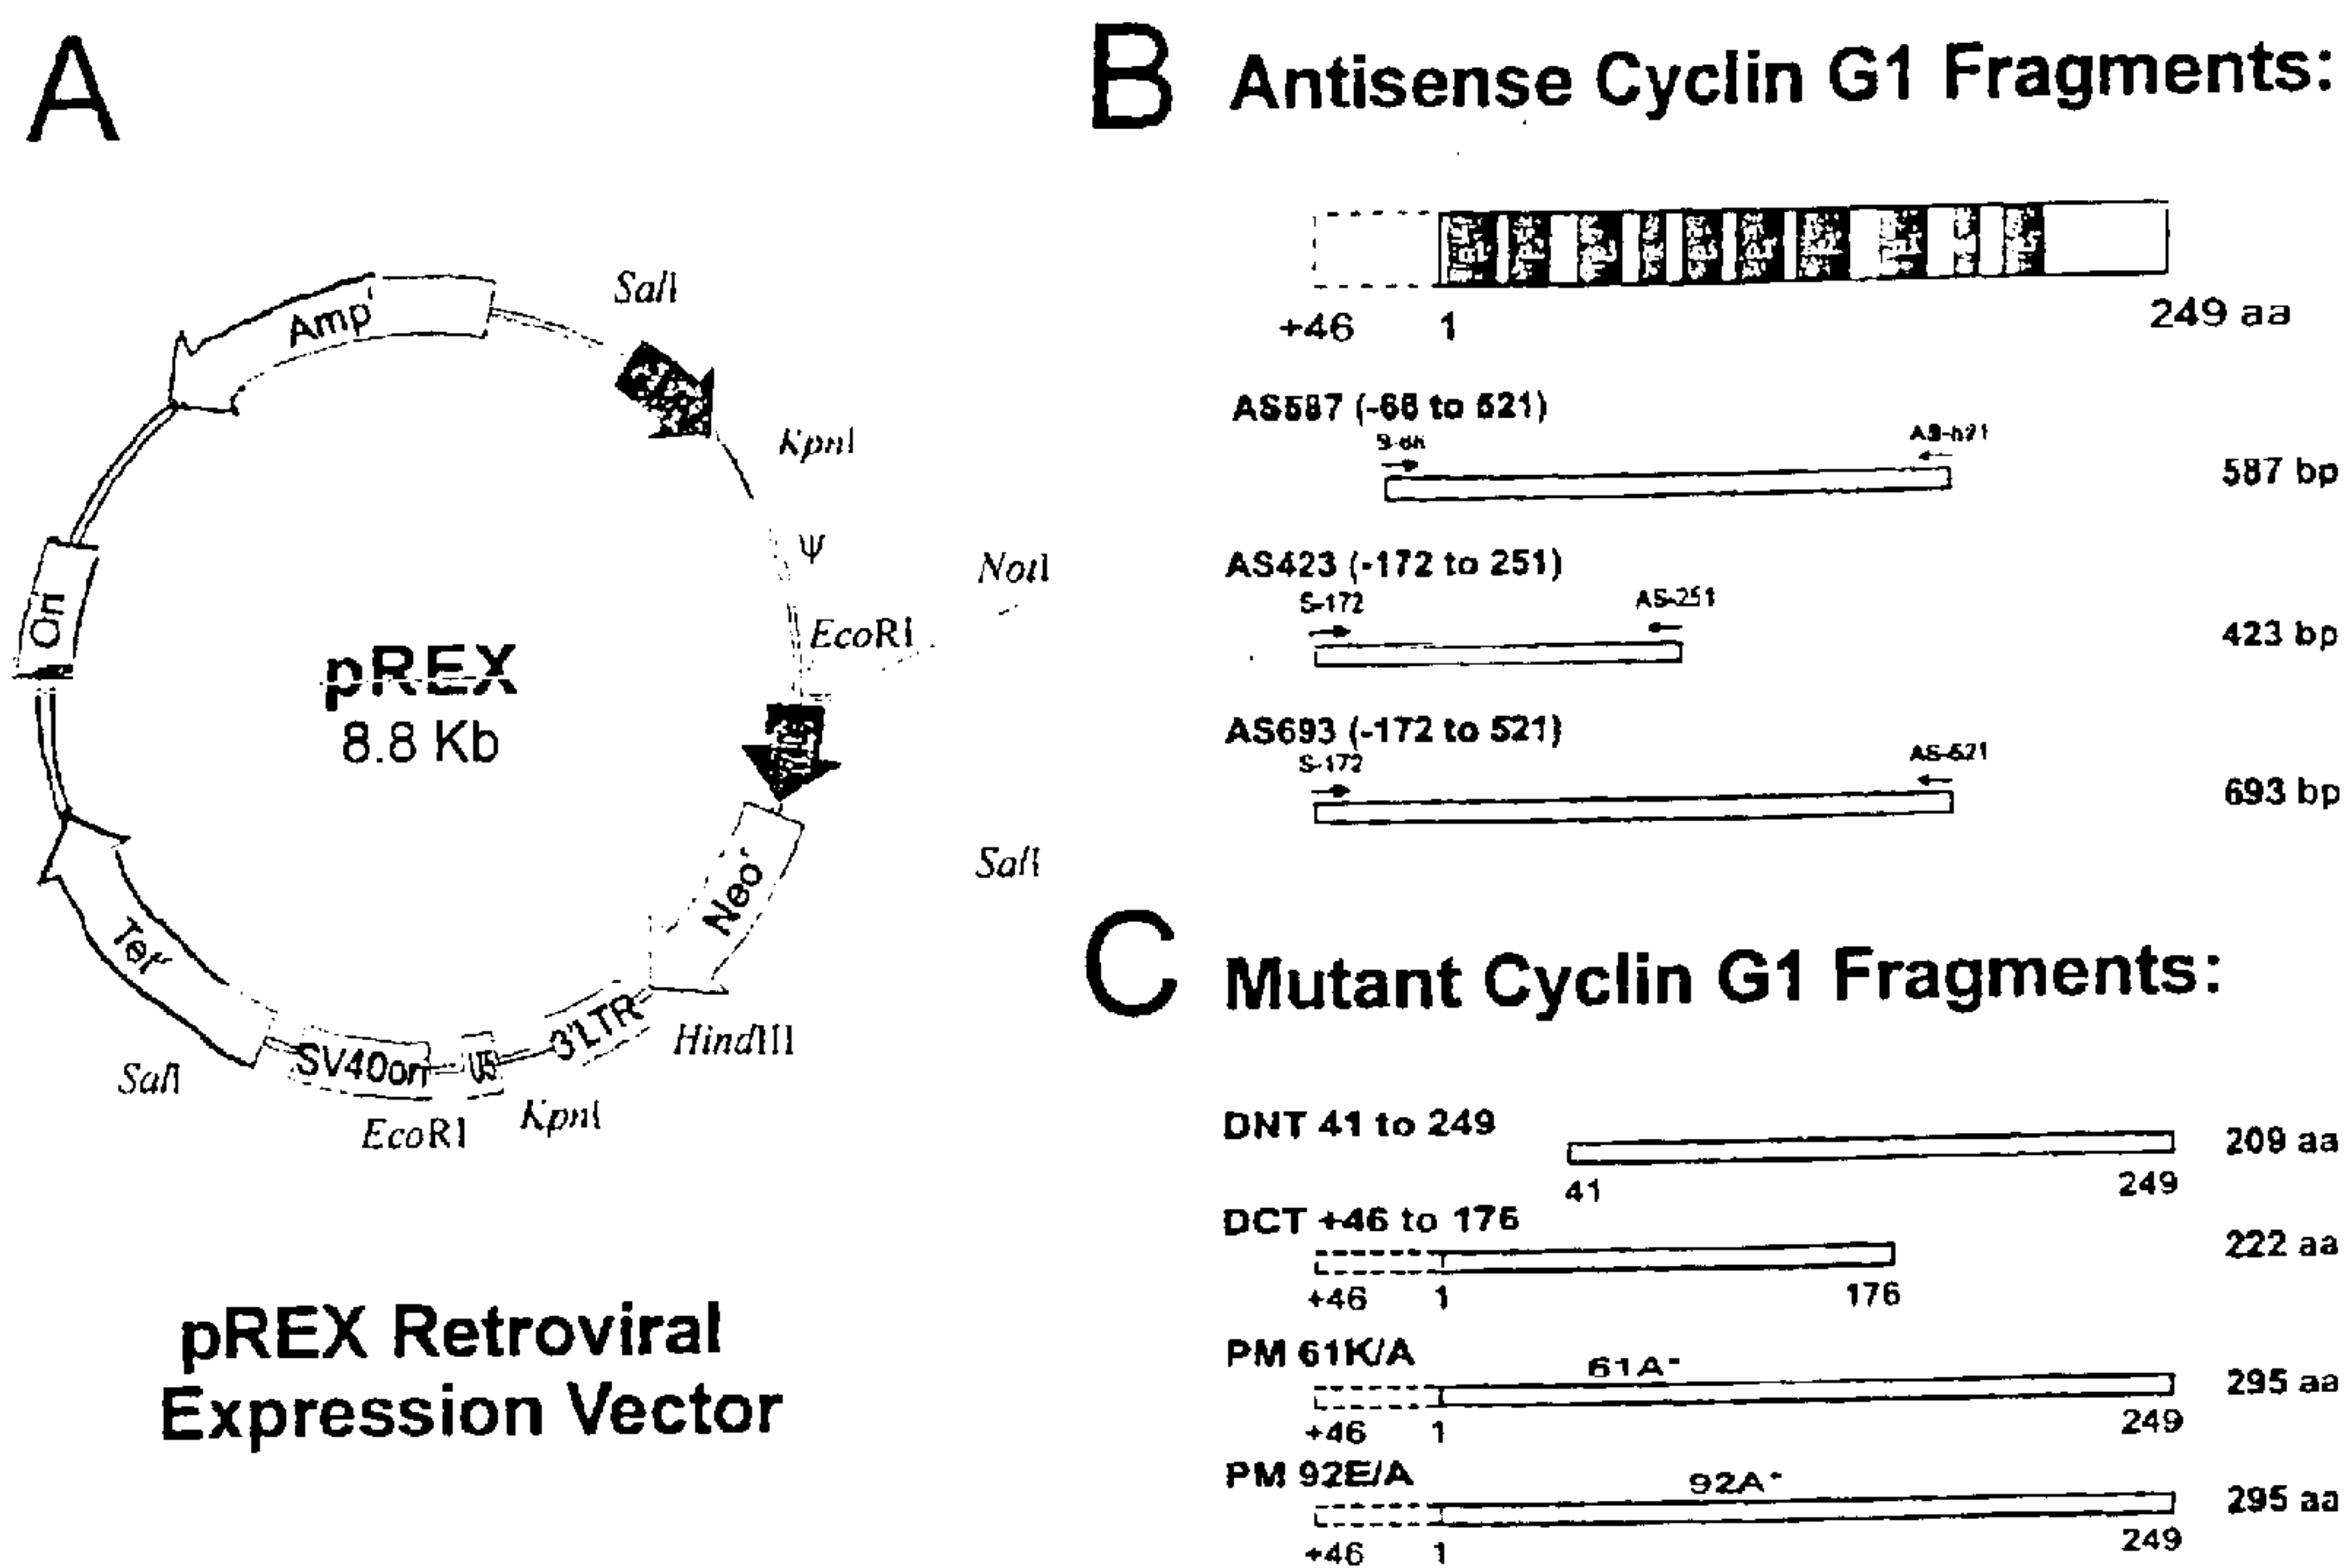 A
SalI
Amp^r
KpnI
Ψ
NotI
EcoRI
Ori
pREX
8.8 Kb
SalI
Neo^r
Tet^r
3'LTR
HindIII
SV40ori
U5
SalI
EcoRI
KpnI
pREX Retroviral
Expression Vector
B Antisense Cyclin G1 Fragments:
+46 1 249 aa
AS587 (-66 to 521)
AS-521
587 bp
AS423 (-172 to 251)
S-172 AS-251
423 bp
AS693 (-172 to 521)
S-172 AS-521
693 bp
C Mutant Cyclin G1 Fragments:
DNT 41 to 249
209 aa
41 249
DCT +46 to 176
222 aa
+46 1 176
PM 61K/A
61A
295 aa
+46 1 249
PM 92E/A
92A
295 aa
+46 1 249